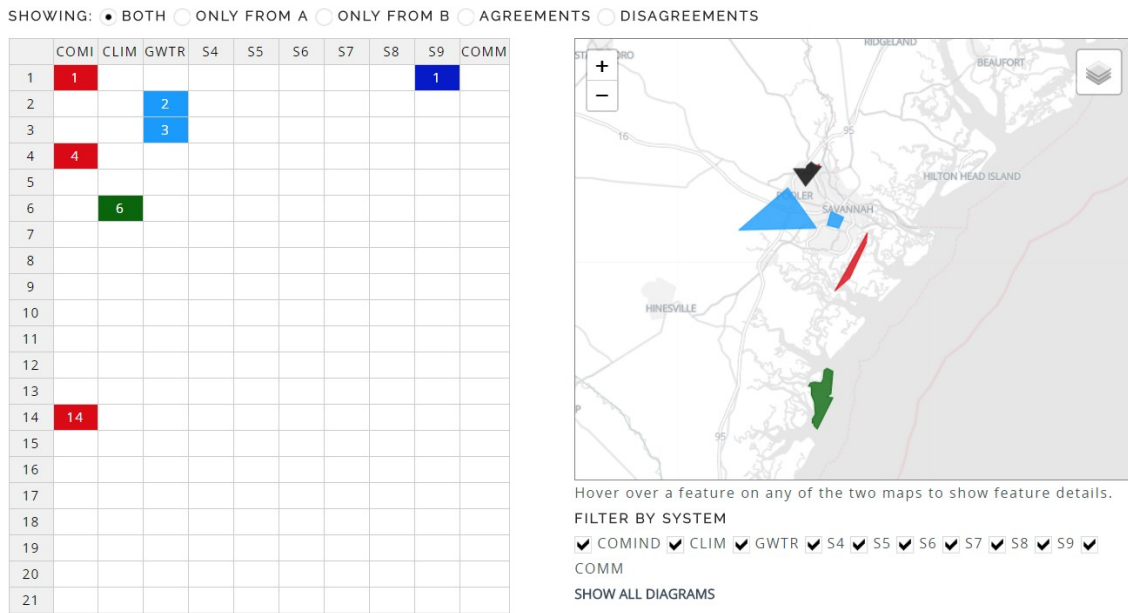 SHOWING: BOTH ONLY FROM A ONLY FROM B AGREEMENTS DISAGREEMENTS
COMI CLIM GWTR S4 S5 S6 S7 S8 S9 COMM
1 1 1
2 2
3 3
4 4
5
6 6
7
8
9
10
11
12
13
14 14
15
16
17
18
19
20
21
+
−
RIDGELAND
BEAUFORT
16
95
HILTON HEAD ISLAND
SAVANNAH
HINESVILLE
95
Hover over a feature on any of the two maps to show feature details.
FILTER BY SYSTEM
COMIND CLIM GWTR S4 S5 S6 S7 S8 S9
COMM
SHOW ALL DIAGRAMS